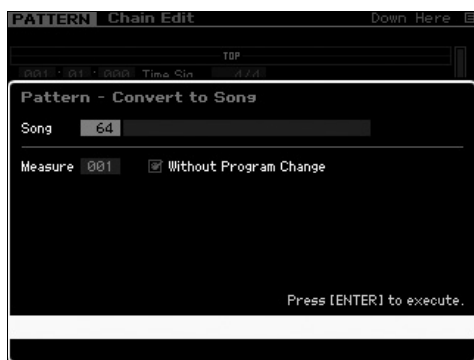 PATTERN Chain Edit Down Here
TOP
001:01:000 Time Sig 4/4
Pattern - Convert to Song
Song 64
Measure 001 Without Program Change
Press [ENTER] to execute.